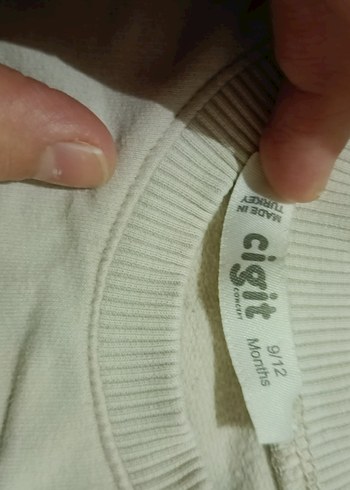 MADE IN
TURKEY
cigit
CONCEPT
9/12
Months